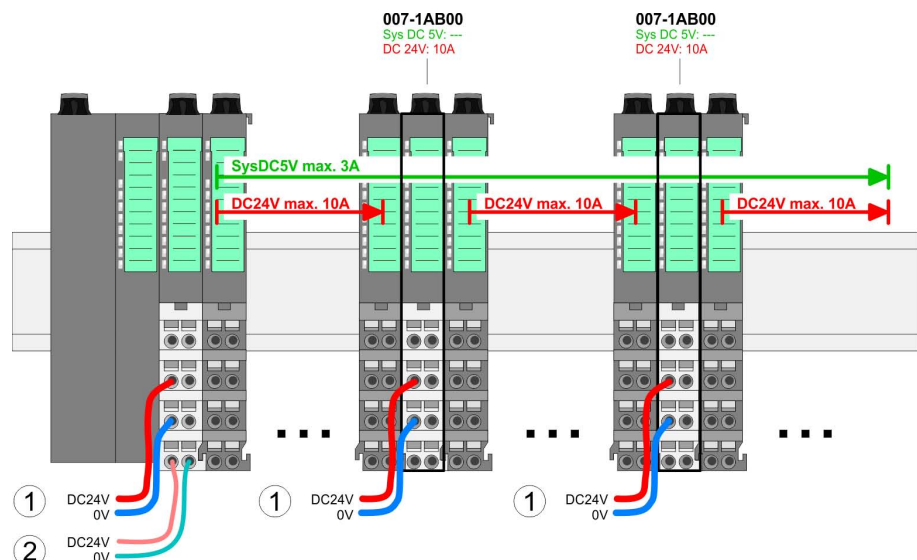 007-1AB00
Sys DC 5V: ---
DC 24V: 10A
007-1AB00
Sys DC 5V: ---
DC 24V: 10A
SysDC5V max. 3A
DC24V max. 10A
DC24V max. 10A
DC24V max. 10A
1
DC24V
0V
1
DC24V
0V
1
DC24V
0V
2
DC24V
0V